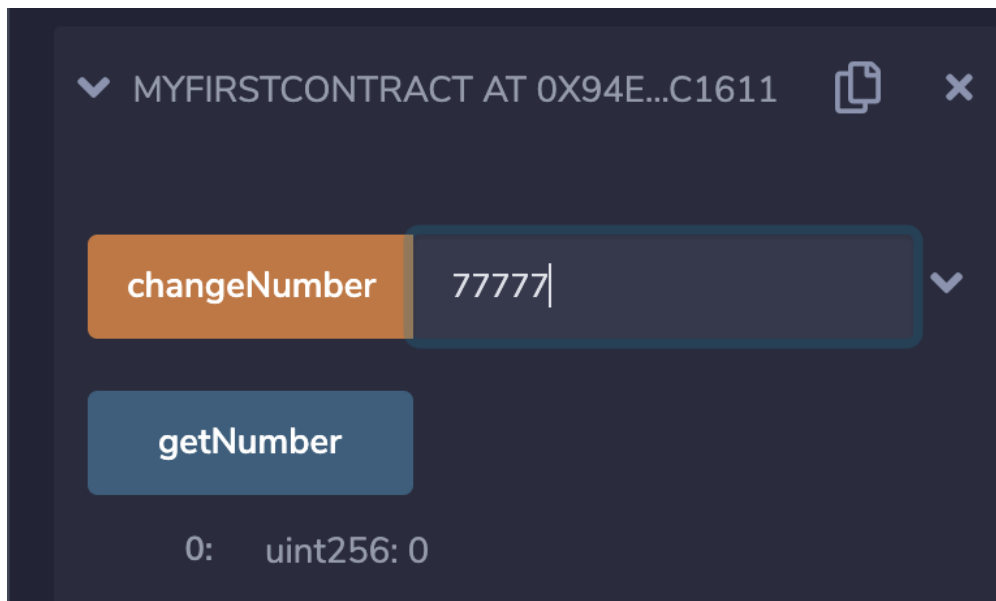 MYFIRSTCONTRACT AT 0X94E...C1611
changeNumber 77777
getNumber
0: uint256: 0